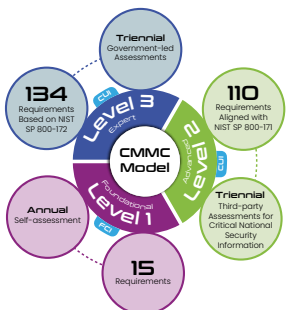 Triennial
Government-led
Assessments
134
Requirements
Based on NIST
SP 800-172
CUI
Level 3
Expert
110
Requirements
Aligned with
NIST SP 800-171
CMMC
Model
Level 2
Advanced
CUI
Triennial
Third-party
Assessments for
Critical National
Security
Information
Annual
Self-assessment
Foundational
Level 1
FCI
15
Requirements